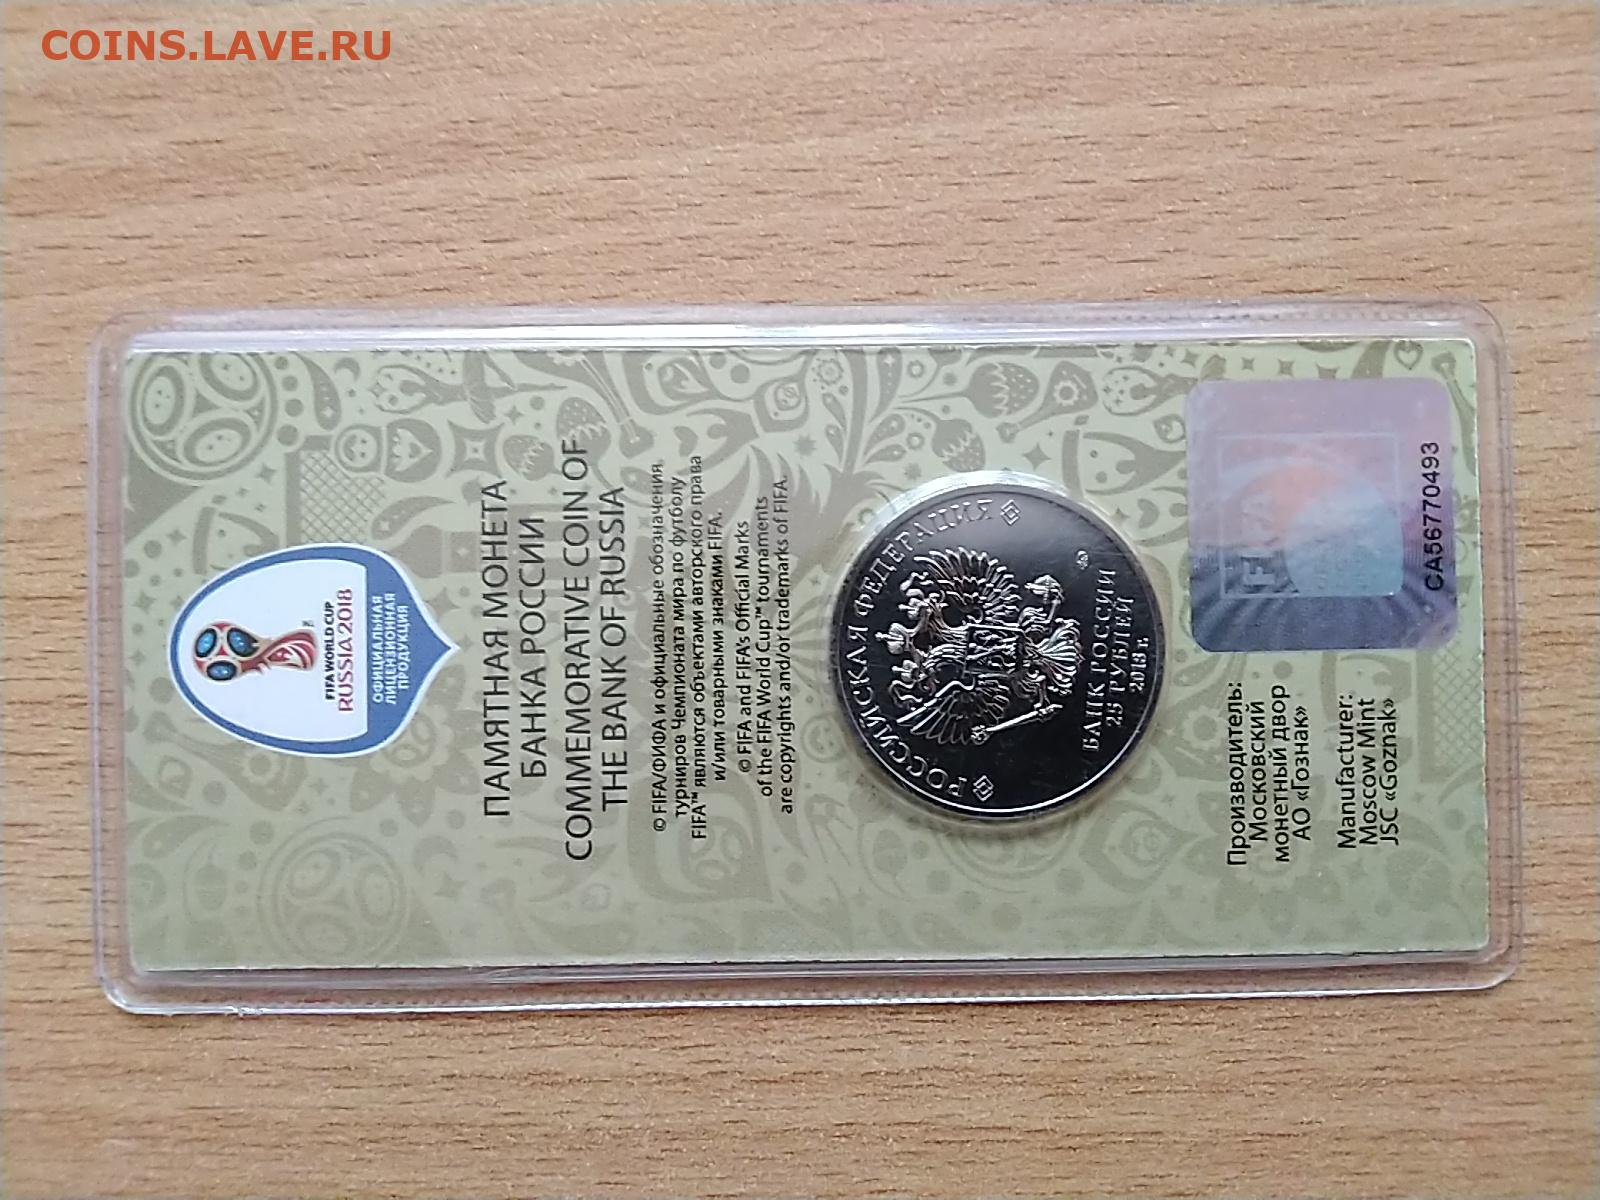 COINS.LAVE.RU
FIFA WORLD CUP
RUSSIA 2018
ОФИЦИАЛЬНАЯ
ЛИЦЕНЗИОННАЯ
ПРОДУКЦИЯ
ПАМЯТНАЯ МОНЕТА
БАНКА РОССИИ
COMMEMORATIVE COIN OF
THE BANK OF RUSSIA
© FIFA/ФИФА и официальные обозначения
турниров Чемпионата мира по футболу
FIFA™ являются объектами авторского права
и/или товарными знаками FIFA.
© FIFA and FIFA's Official Marks
of the FIFA World Cup™ tournaments
are copyrights and/or trademarks of FIFA.
РОССИЙСКАЯ ФЕДЕРАЦИЯ
БАНК РОССИИ
25 РУБЛЕЙ
2018 г.
Производитель:
Московский
монетный двор
АО «Гознак»
Manufacturer:
Moscow Mint
JSC «Goznak»
FIFA
CA56770493